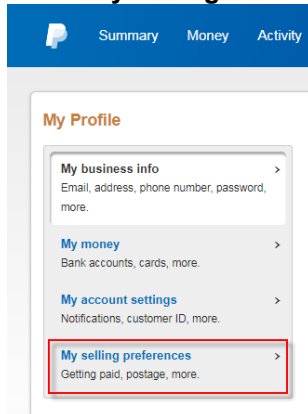 Summary Money Activity
My Profile
My business info >
Email, address, phone number, password,
more.
My money >
Bank accounts, cards, more.
My account settings >
Notifications, customer ID, more.
My selling preferences >
Getting paid, postage, more.